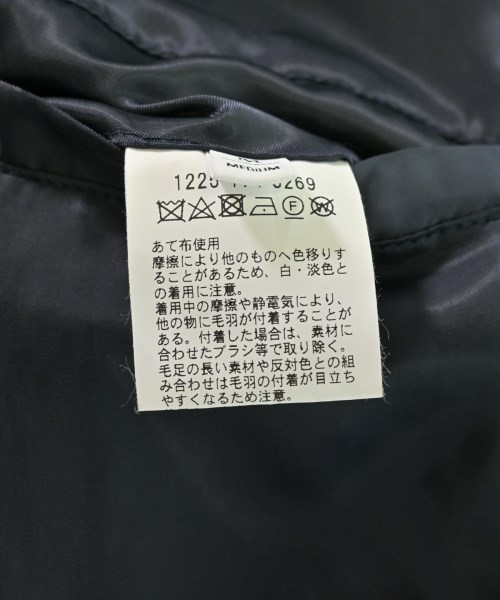 MEDIUM
1225
269
あて布使用
摩擦により他のものへ色移りす
ることがあるため、白・淡色と
の着用に注意。
着用中の摩擦や静電気により、
他の物に毛羽が付着することが
ある。付着した場合は、素材に
合わせたブラシ等で取り除く。
毛足の長い素材や反対色との組
み合わせは毛羽の付着が目立ち
やすくなるため注意。